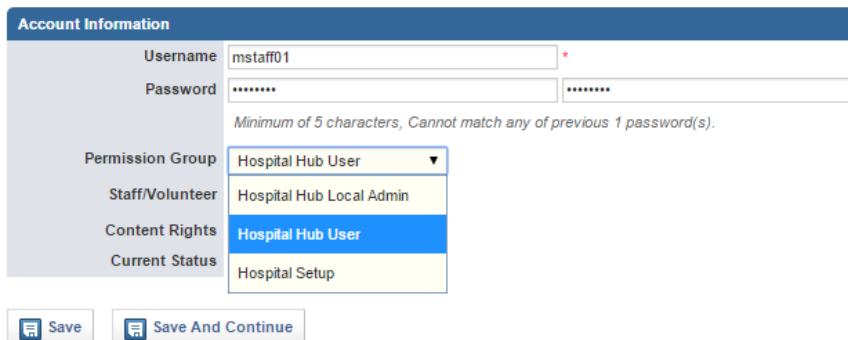 Account Information
Username mstaff01 *
Password •••••••• ••••••••
Minimum of 5 characters, Cannot match any of previous 1 password(s).
Permission Group Hospital Hub User ▼
Staff/Volunteer Hospital Hub Local Admin
Content Rights Hospital Hub User
Current Status Hospital Setup
Save Save And Continue